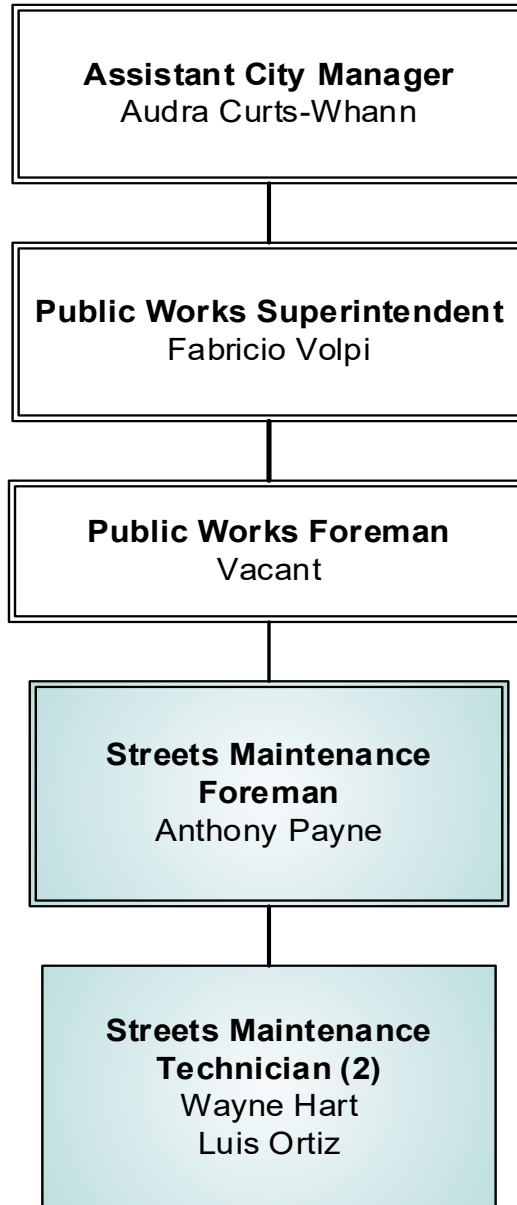 Assistant City Manager
Audra Curts-Whann
Public Works Superintendent
Fabricio Volpi
Public Works Foreman
Vacant
Streets Maintenance
Foreman
Anthony Payne
Streets Maintenance
Technician (2)
Wayne Hart
Luis Ortiz